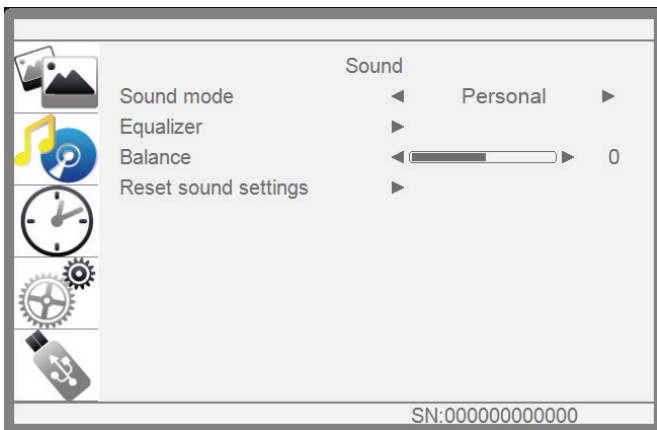 Sound
Sound mode ◄ Personal ►
Equalizer ►
Balance ◄ ► 0
Reset sound settings ►
SN:000000000000